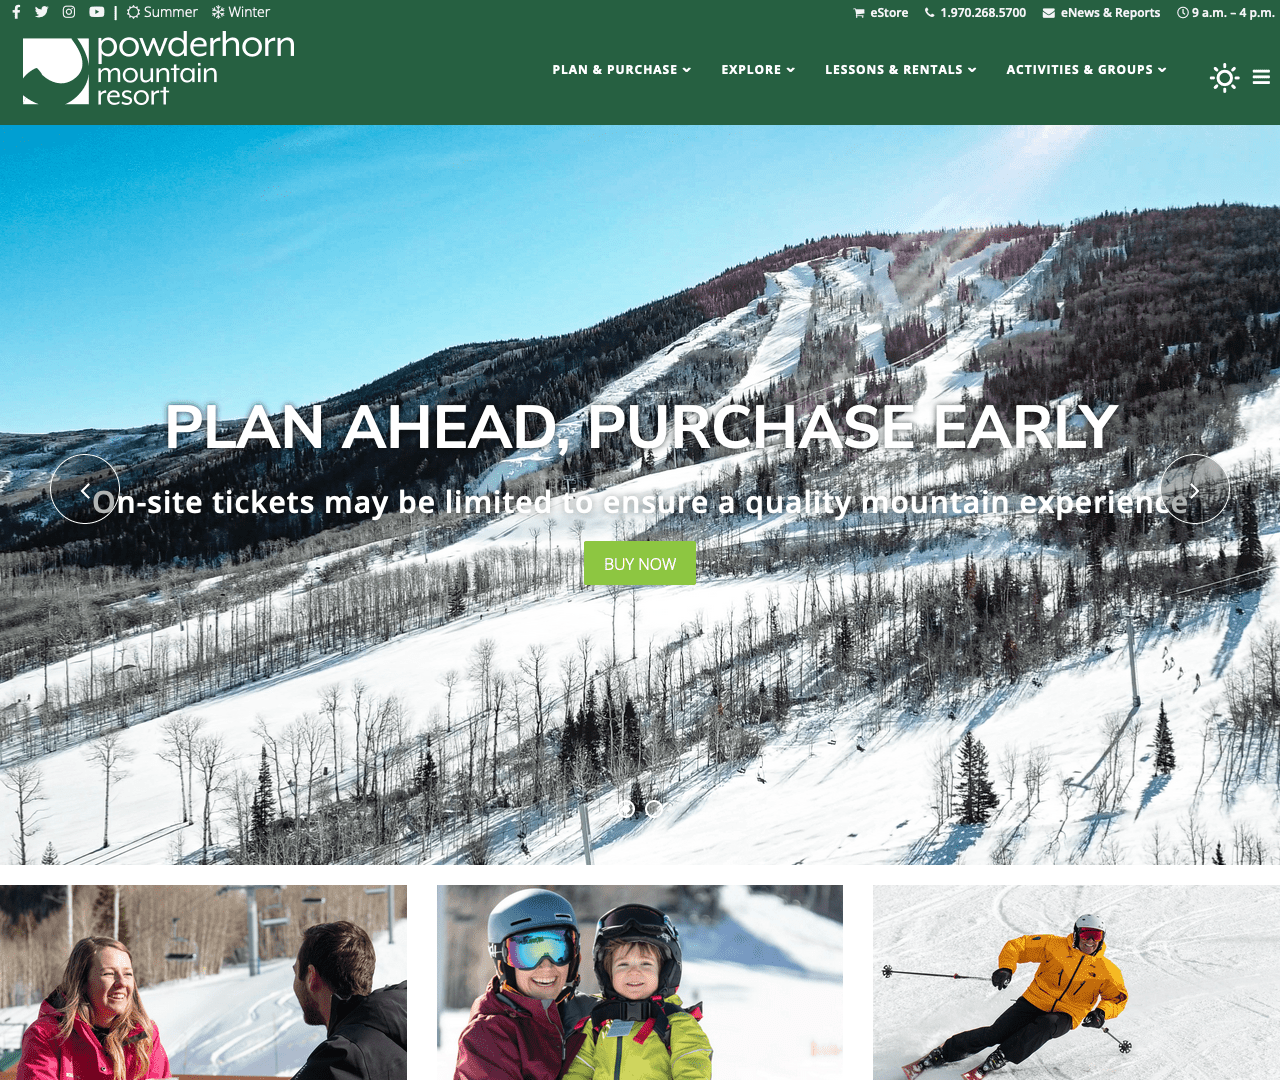 | Summer Winter
eStore 1.970.268.5700 eNews & Reports 9 a.m. – 4 p.m.
powderhorn
mountain
resort
PLAN & PURCHASE EXPLORE LESSONS & RENTALS ACTIVITIES & GROUPS
PLAN AHEAD, PURCHASE EARLY
On-site tickets may be limited to ensure a quality mountain experience
BUY NOW